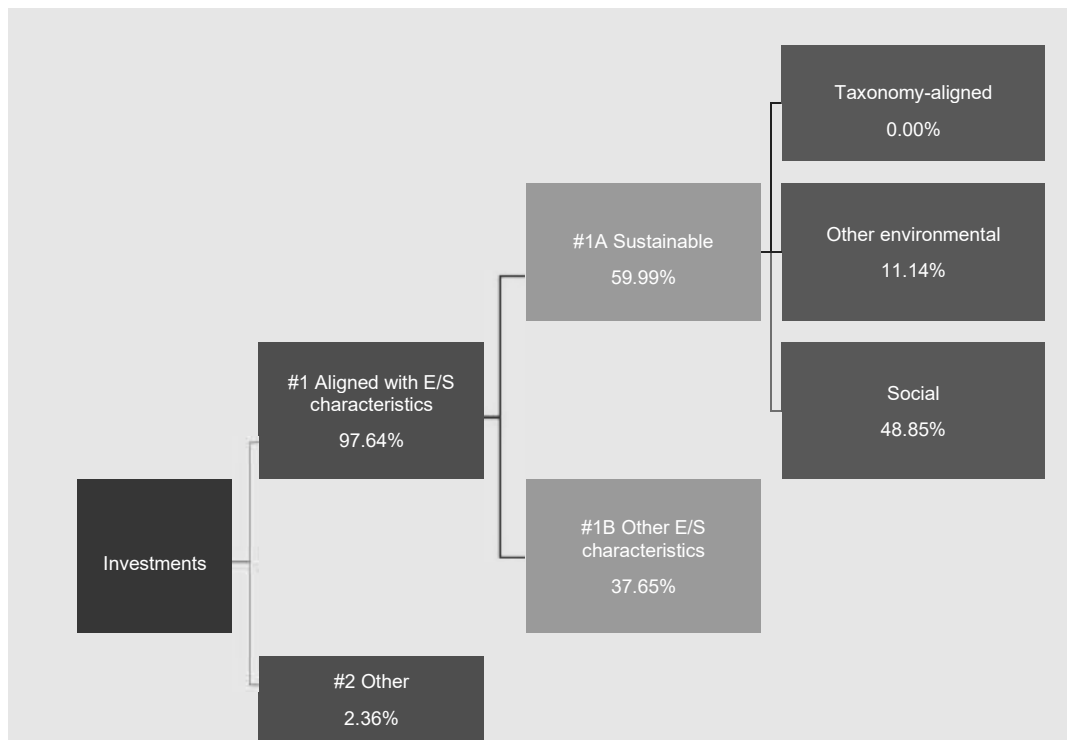 Taxonomy-aligned
0.00%
#1A Sustainable
59.99%
Other environmental
11.14%
#1 Aligned with E/S
characteristics
97.64%
Social
48.85%
Investments
#1B Other E/S
characteristics
37.65%
#2 Other
2.36%